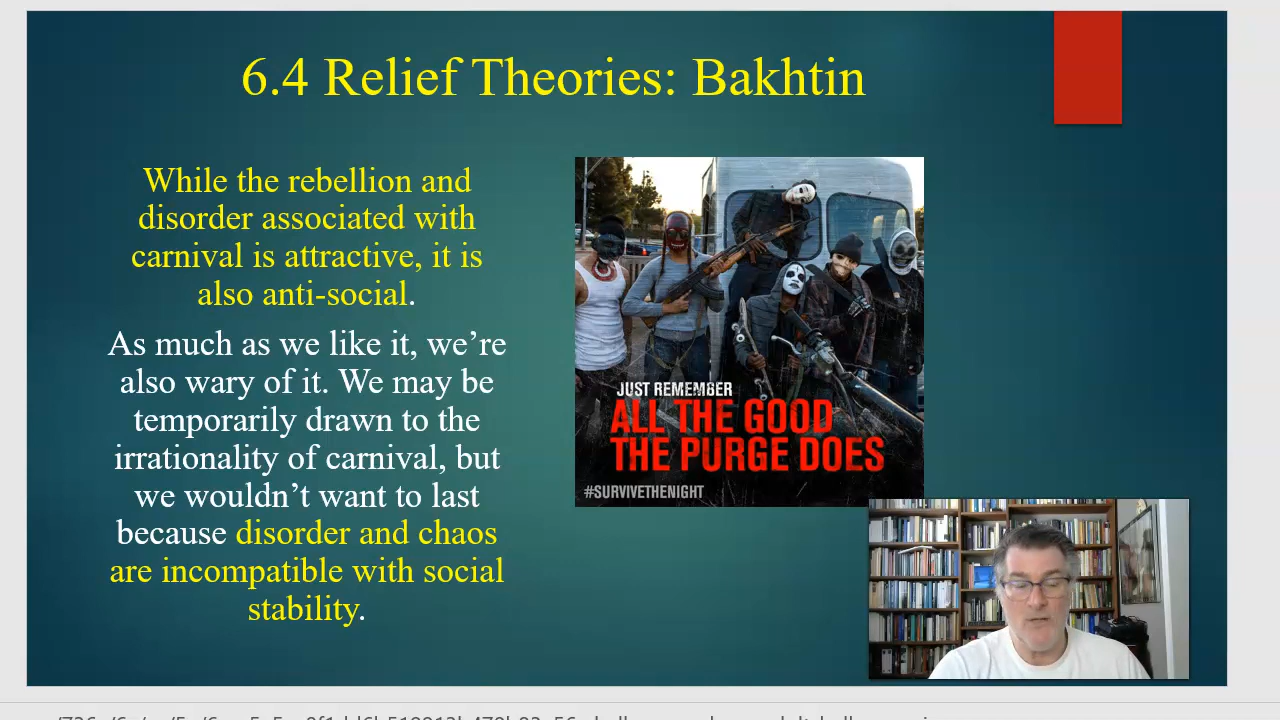 6.4 Relief Theories: Bakhtin
While the rebellion and
disorder associated with
carnival is attractive, it is
also anti-social.
As much as we like it, we’re
also wary of it. We may be
temporarily drawn to the
irrationality of carnival, but
we wouldn’t want to last
because disorder and chaos
are incompatible with social
stability.
JUST REMEMBER
ALL THE GOOD
THE PURGE DOES
#SURVIVETHENIGHT